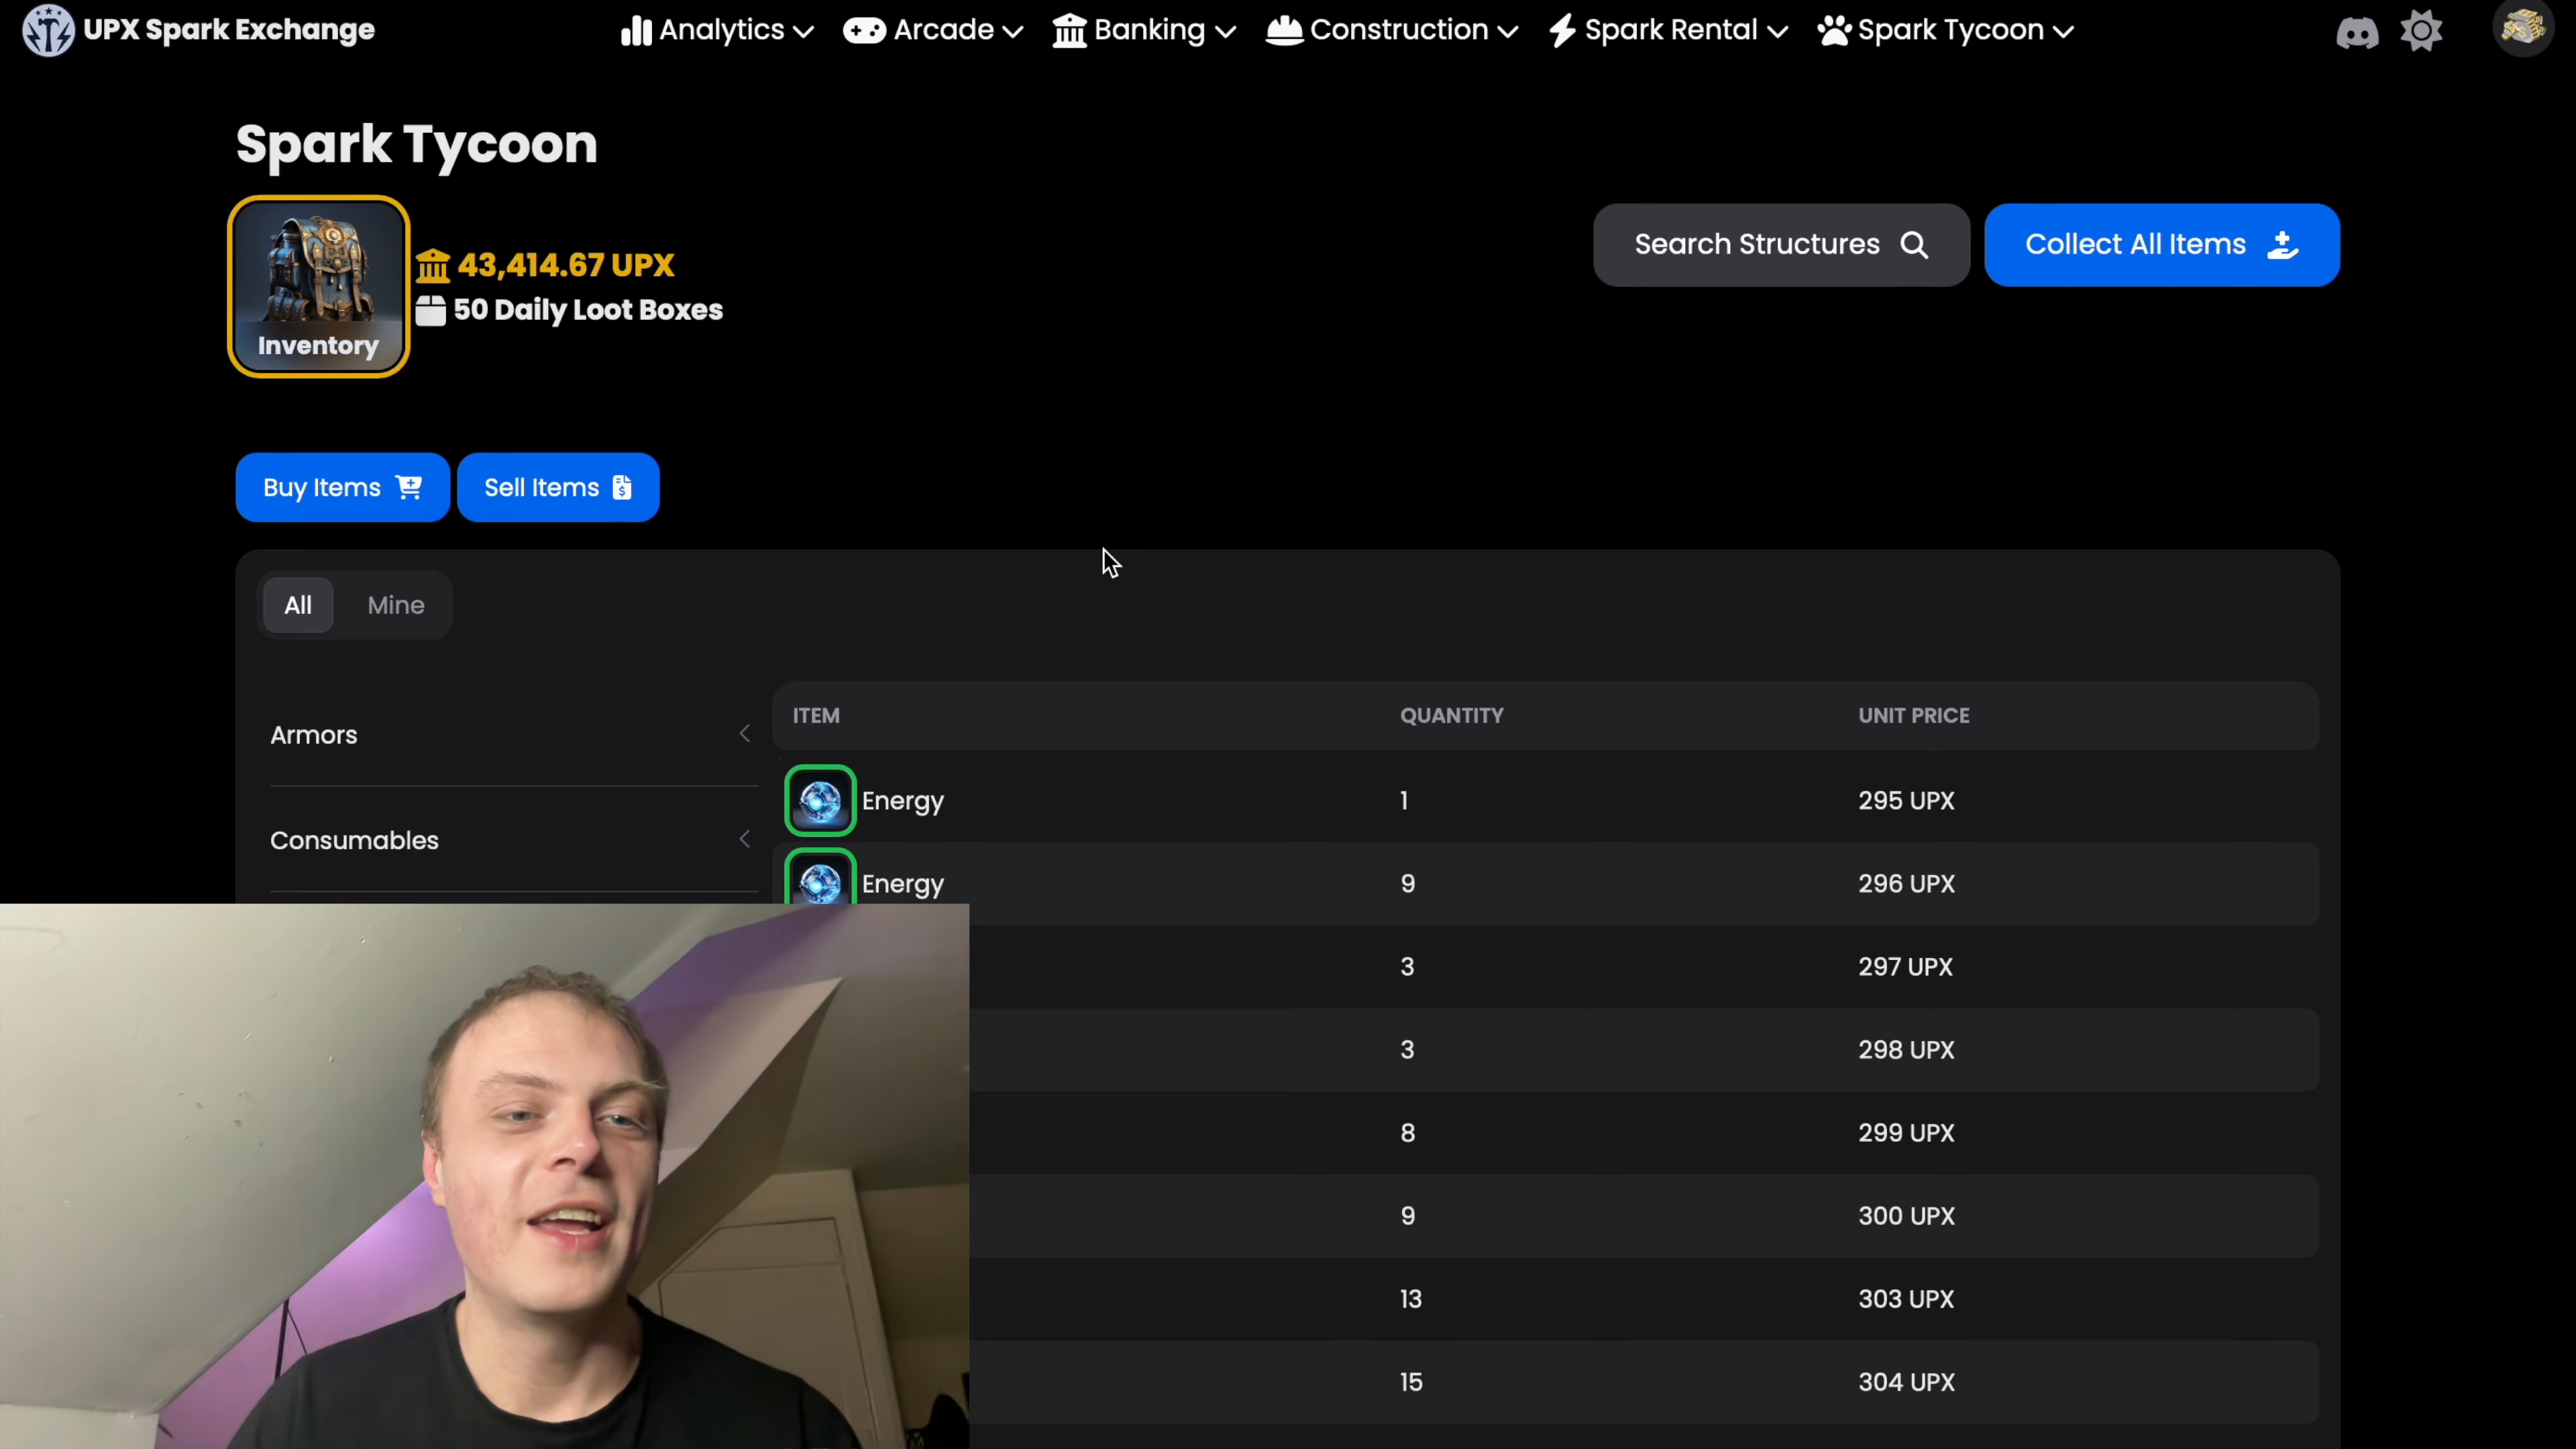 UPX Spark Exchange
Analytics
Arcade
Banking
Construction
Spark Rental
Spark Tycoon
Spark Tycoon
Inventory
43,414.67 UPX
50 Daily Loot Boxes
Search Structures
Collect All Items
Buy Items
Sell Items
All
Mine
Armors
Consumables
ITEM QUANTITY UNIT PRICE
Energy 1 295 UPX
Energy 9 296 UPX
3 297 UPX
3 298 UPX
8 299 UPX
9 300 UPX
13 303 UPX
15 304 UPX